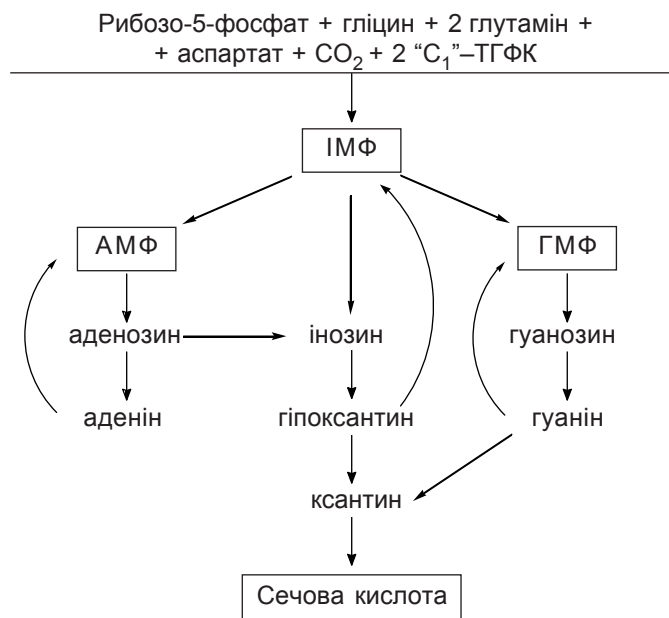 Рибозо-5-фосфат + гліцин + 2 глутамін +
+ аспартат + CO₂ + 2 “C₁”–ТГФК
ІМФ
АМФ
ГМФ
аденозин
інозин
гуанозин
аденін
гіпоксантин
гуанін
ксантин
Сечова кислота